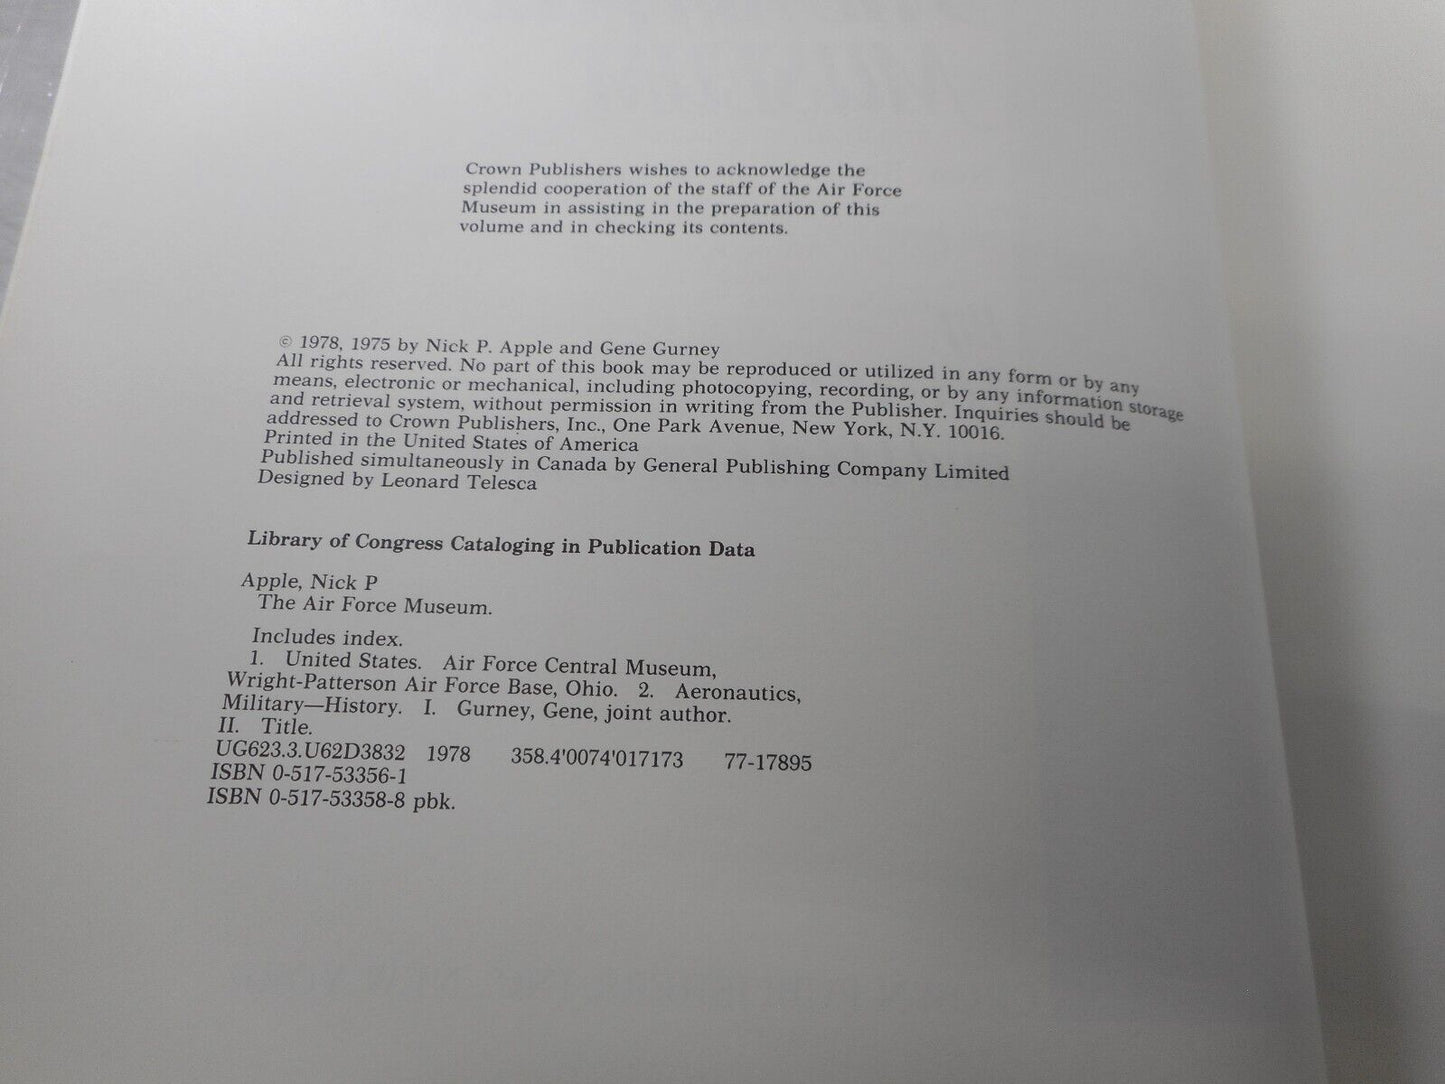 Crown Publishers wishes to acknowledge the
splendid cooperation of the staff of the Air Force
Museum in assisting in the preparation of this
volume and in checking its contents.
© 1978, 1975 by Nick P. Apple and Gene Gurney
All rights reserved. No part of this book may be reproduced or utilized in any form or by any
means, electronic or mechanical, including photocopying, recording, or by any information storage
and retrieval system, without permission in writing from the Publisher. Inquiries should be
addressed to Crown Publishers, Inc., One Park Avenue, New York, N.Y. 10016.
Printed in the United States of America
Published simultaneously in Canada by General Publishing Company Limited
Designed by Leonard Telesca
Library of Congress Cataloging in Publication Data
Apple, Nick P
The Air Force Museum.
Includes index.
1. United States. Air Force Central Museum,
Wright-Patterson Air Force Base, Ohio. 2. Aeronautics,
Military—History. I. Gurney, Gene, joint author.
II. Title.
UG623.3.U62D3832 1978 358.4'0074'017173 77-17895
ISBN 0-517-53356-1
ISBN 0-517-53358-8 pbk.